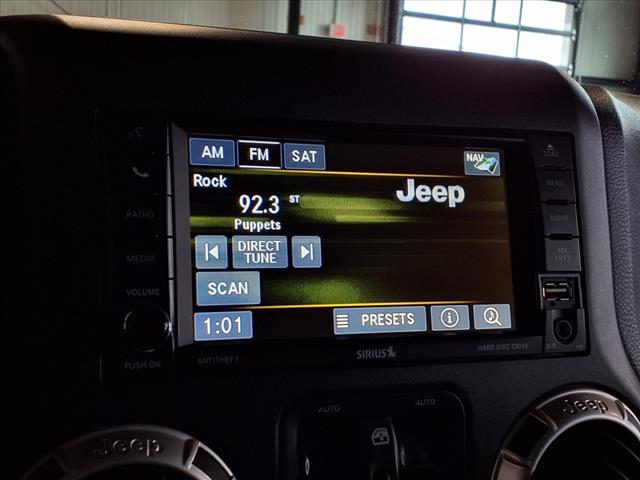 AM FM SAT NAV
Rock
Jeep
92.3 ST
Puppets
DIRECT
TUNE
SCAN
1:01 PRESETS
RADIO
MEDIA
VOLUME
PUSH ON
LOAD
MENU
AUDIO
MY
FILES
AUX
ANTITHEFT
SIRIUS
HARD DISC DRIVE
AUTO AUTO
Jeep
Jeep